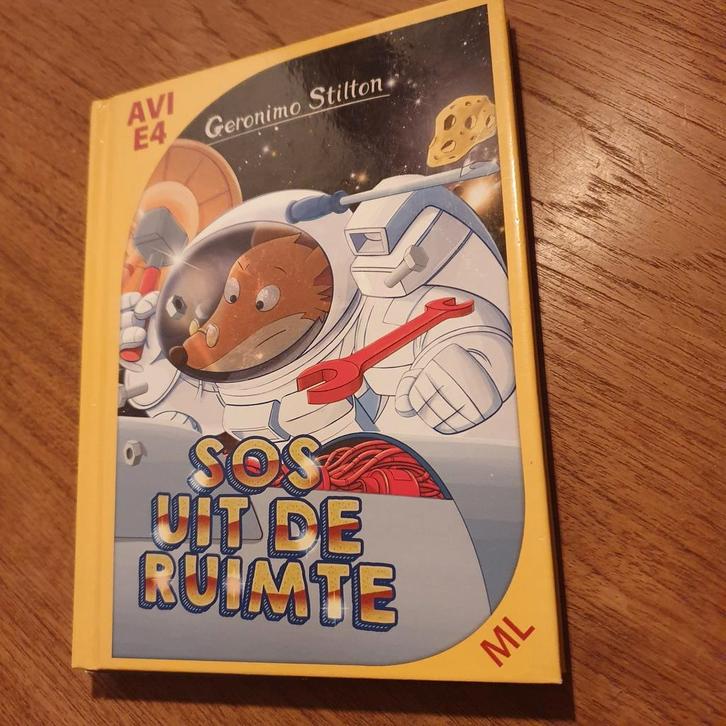 AVI
E4
Geronimo Stilton
SOS
UIT DE
RUIMTE
ML